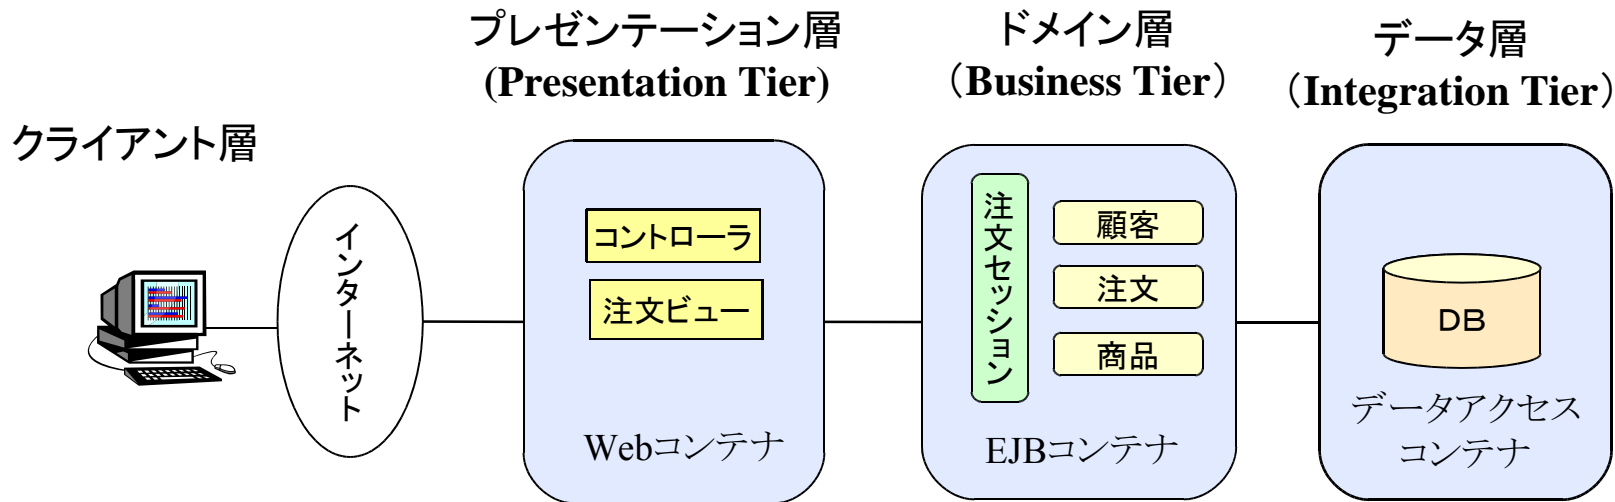 プレゼンテーション層
(Presentation Tier)
ドメイン層
（Business Tier）
データ層
（Integration Tier）
クライアント層
インターネット
コントローラ
注文ビュー
Webコンテナ
注文セッション
顧客
注文
商品
EJBコンテナ
DB
データアクセス
コンテナ